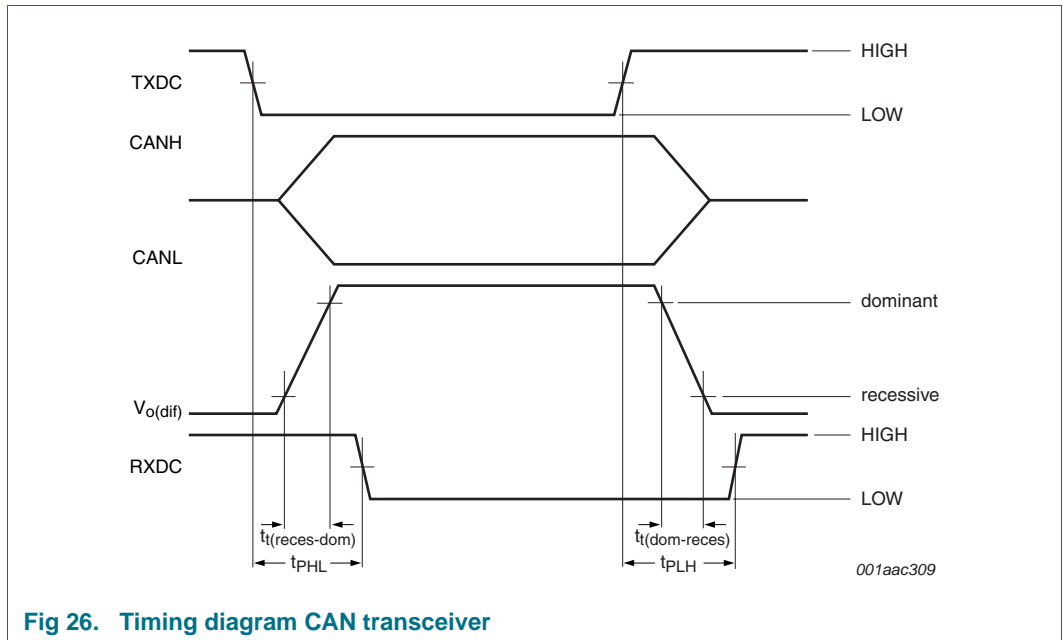 HIGH
TXDC
LOW
CANH
CANL
dominant
recessive
Vo(dif)
HIGH
RXDC
LOW
tt(reces-dom)
tt(dom-reces)
tPHL
tPLH
001aac309
Fig 26. Timing diagram CAN transceiver